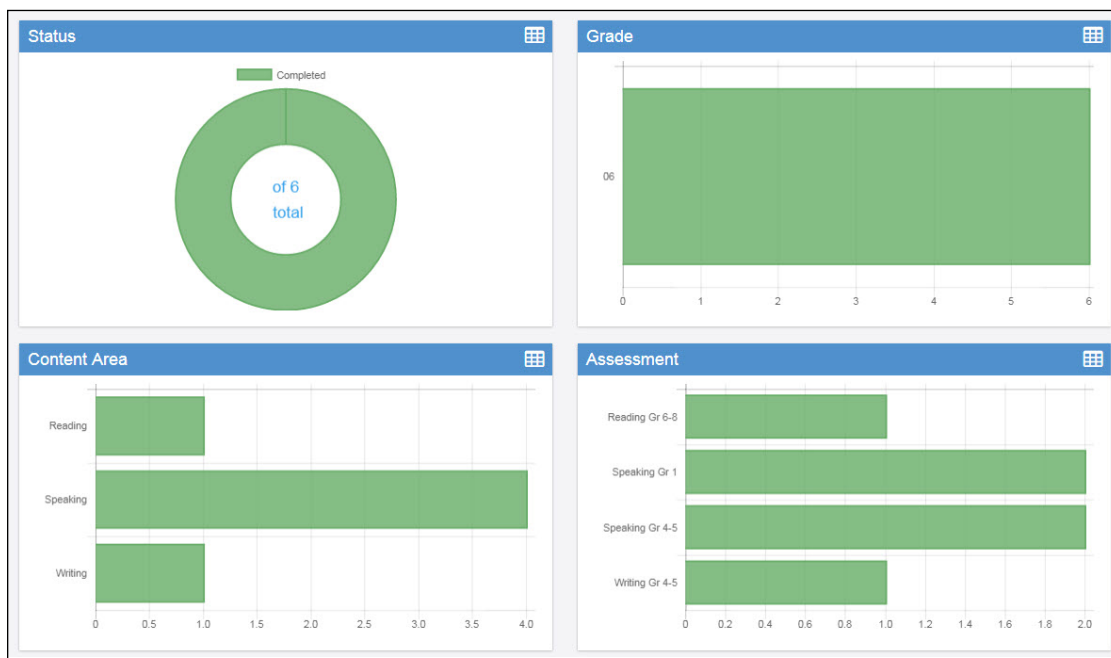 Status
Completed
of 6
total
Grade
06
0 1 2 3 4 5 6
Content Area
Reading
Speaking
Writing
0 0.5 1.0 1.5 2.0 2.5 3.0 3.5 4.0
Assessment
Reading Gr 6-8
Speaking Gr 1
Speaking Gr 4-5
Writing Gr 4-5
0 0.2 0.4 0.6 0.8 1.0 1.2 1.4 1.6 1.8 2.0